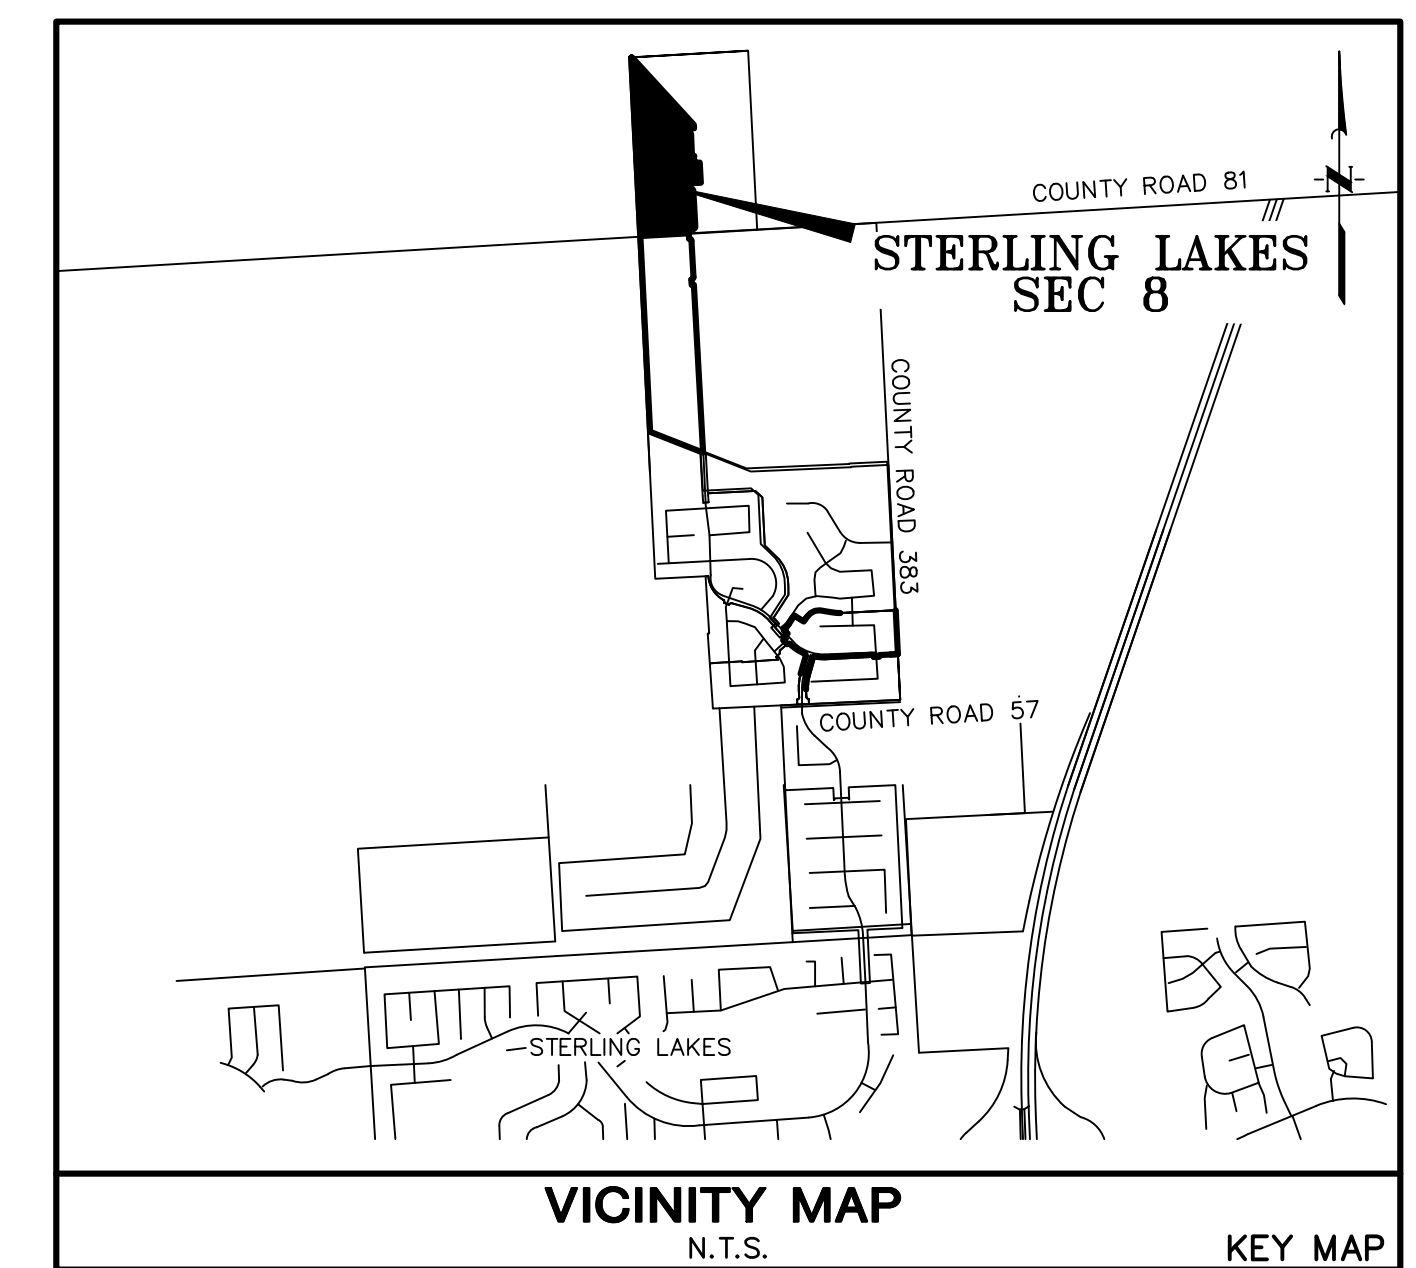 COUNTY ROAD 81
N
STERLING LAKES
SEC 8
COUNTY ROAD 383
COUNTY ROAD 57
STERLING LAKES
VICINITY MAP
N.T.S.
KEY MAP